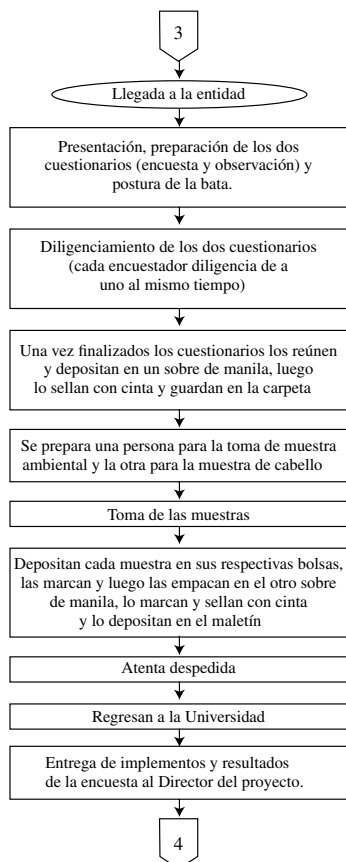 3
Llegada a la entidad
Presentación, preparación de los dos
cuestionarios (encuesta y observación) y
postura de la bata.
Diligenciamiento de los dos cuestionarios
(cada encuestador diligencia de a
uno al mismo tiempo)
Una vez finalizados los cuestionarios los reúnen
y depositan en un sobre de manila, luego
lo sellan con cinta y guardan en la carpeta
Se prepara una persona para la toma de muestra
ambiental y la otra para la muestra de cabello
Toma de las muestras
Depositan cada muestra en sus respectivas bolsas,
las marcan y luego las empacan en el otro sobre
de manila, lo marcan y sellan con cinta
y lo depositan en el maletín
Atenta despedida
Regresan a la Universidad
Entrega de implementos y resultados
de la encuesta al Director del proyecto.
4